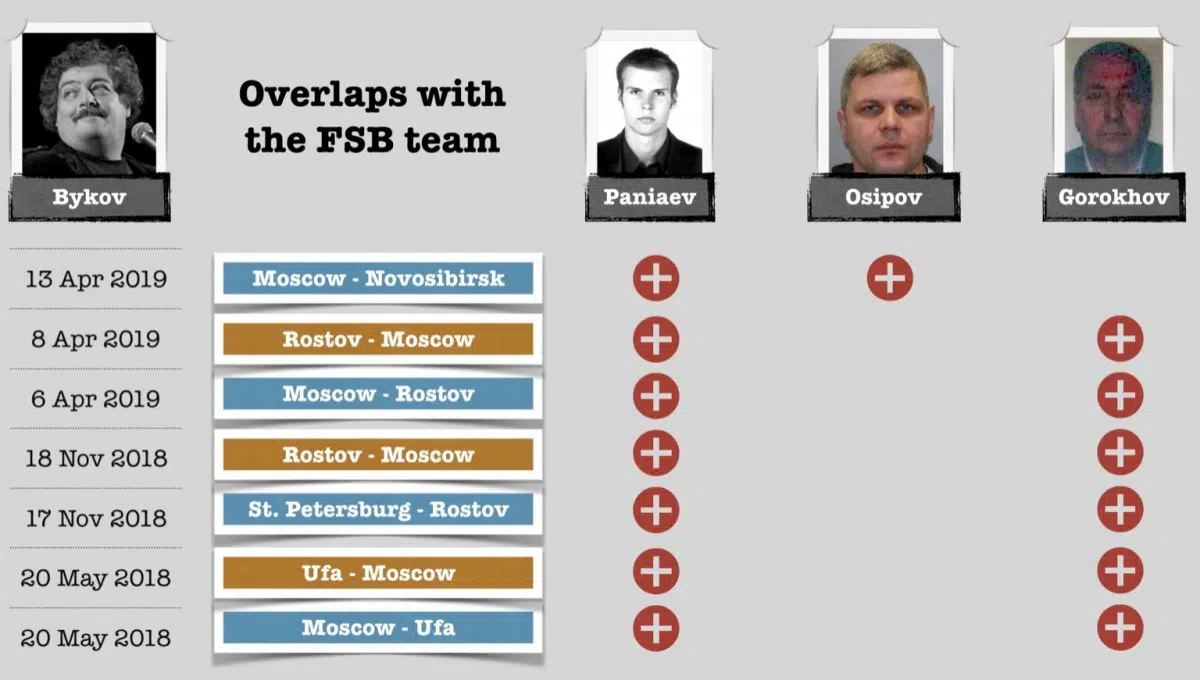 Overlaps with
the FSB team
Bykov
Paniaev
Osipov
Gorokhov
13 Apr 2019
Moscow - Novosibirsk
8 Apr 2019
Rostov - Moscow
6 Apr 2019
Moscow - Rostov
18 Nov 2018
Rostov - Moscow
17 Nov 2018
St. Petersburg - Rostov
20 May 2018
Ufa - Moscow
20 May 2018
Moscow - Ufa